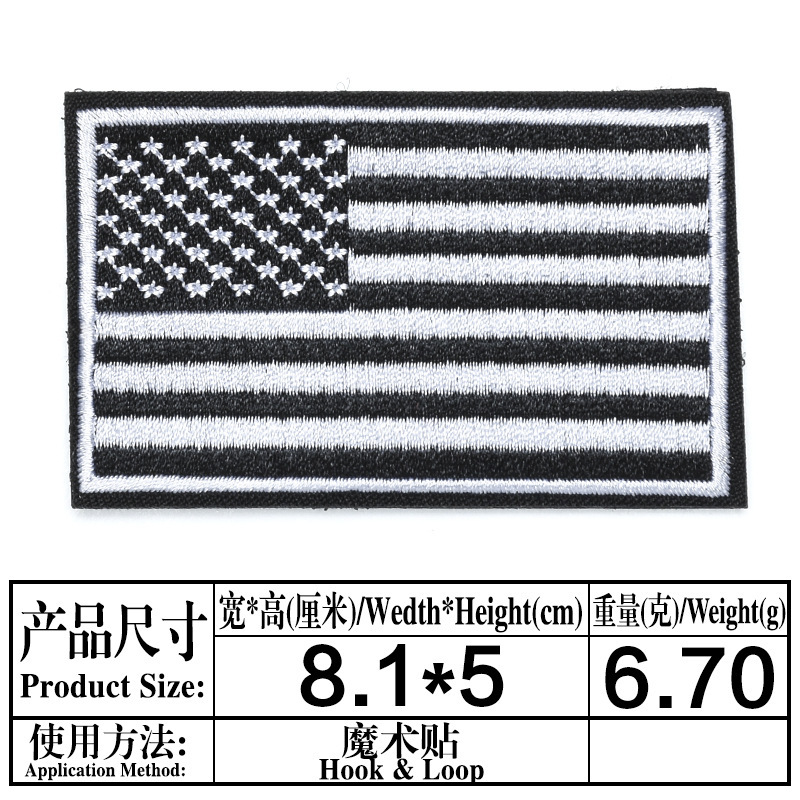 产品尺寸
Product Size:
宽*高(厘米)/Wedth*Height(cm)
重量(克)/Weight(g)
8.1*5
6.70
使用方法:
Application Method:
魔术贴
Hook & Loop